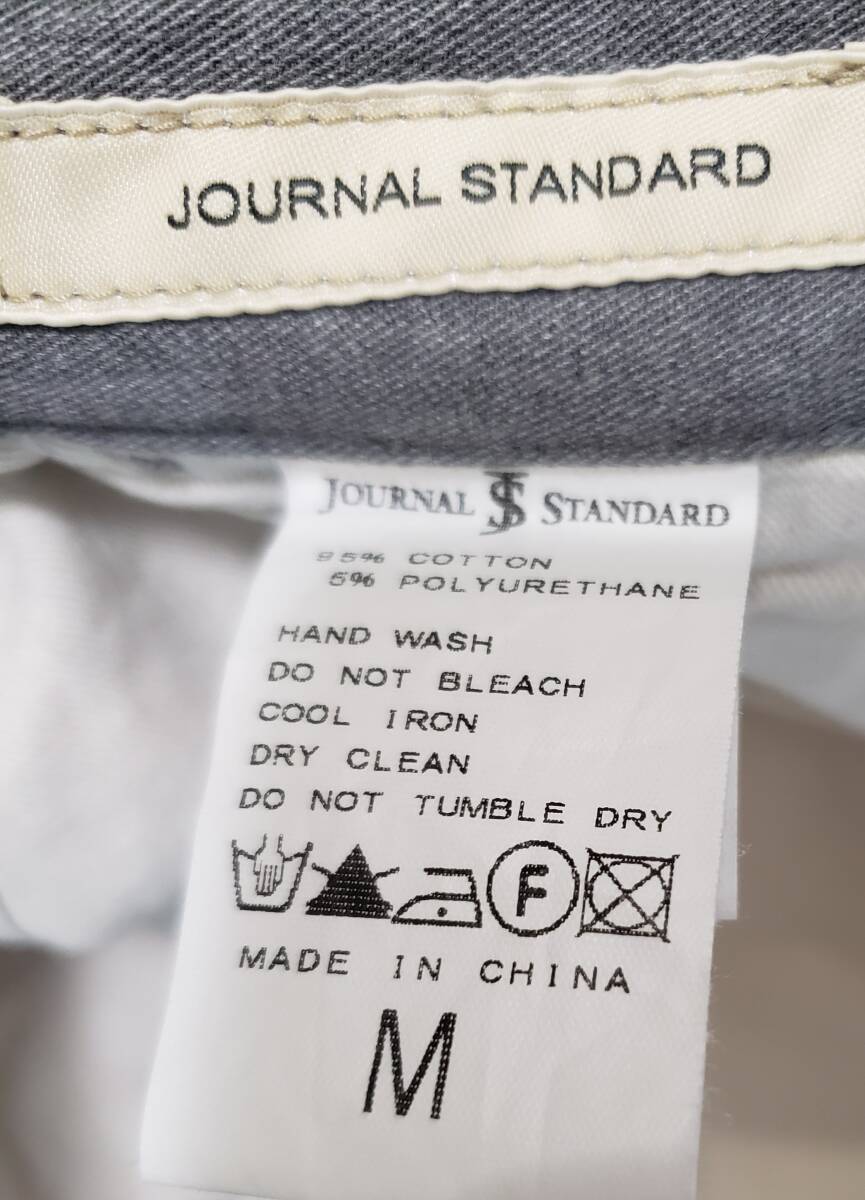 JOURNAL STANDARD
JOURNAL JS STANDARD
95% COTTON
5% POLYURETHANE
HAND WASH
DO NOT BLEACH
COOL IRON
DRY CLEAN
DO NOT TUMBLE DRY
F
MADE IN CHINA
M